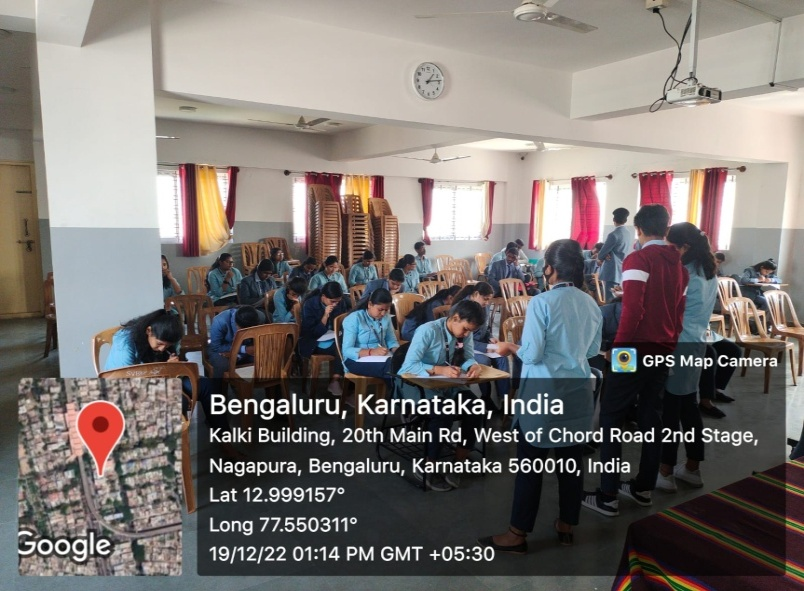 GPS Map Camera
Bengaluru, Karnataka, India
Kalki Building, 20th Main Rd, West of Chord Road 2nd Stage,
Nagapura, Bengaluru, Karnataka 560010, India
Lat 12.999157°
Long 77.550311°
19/12/22 01:14 PM GMT +05:30
Google